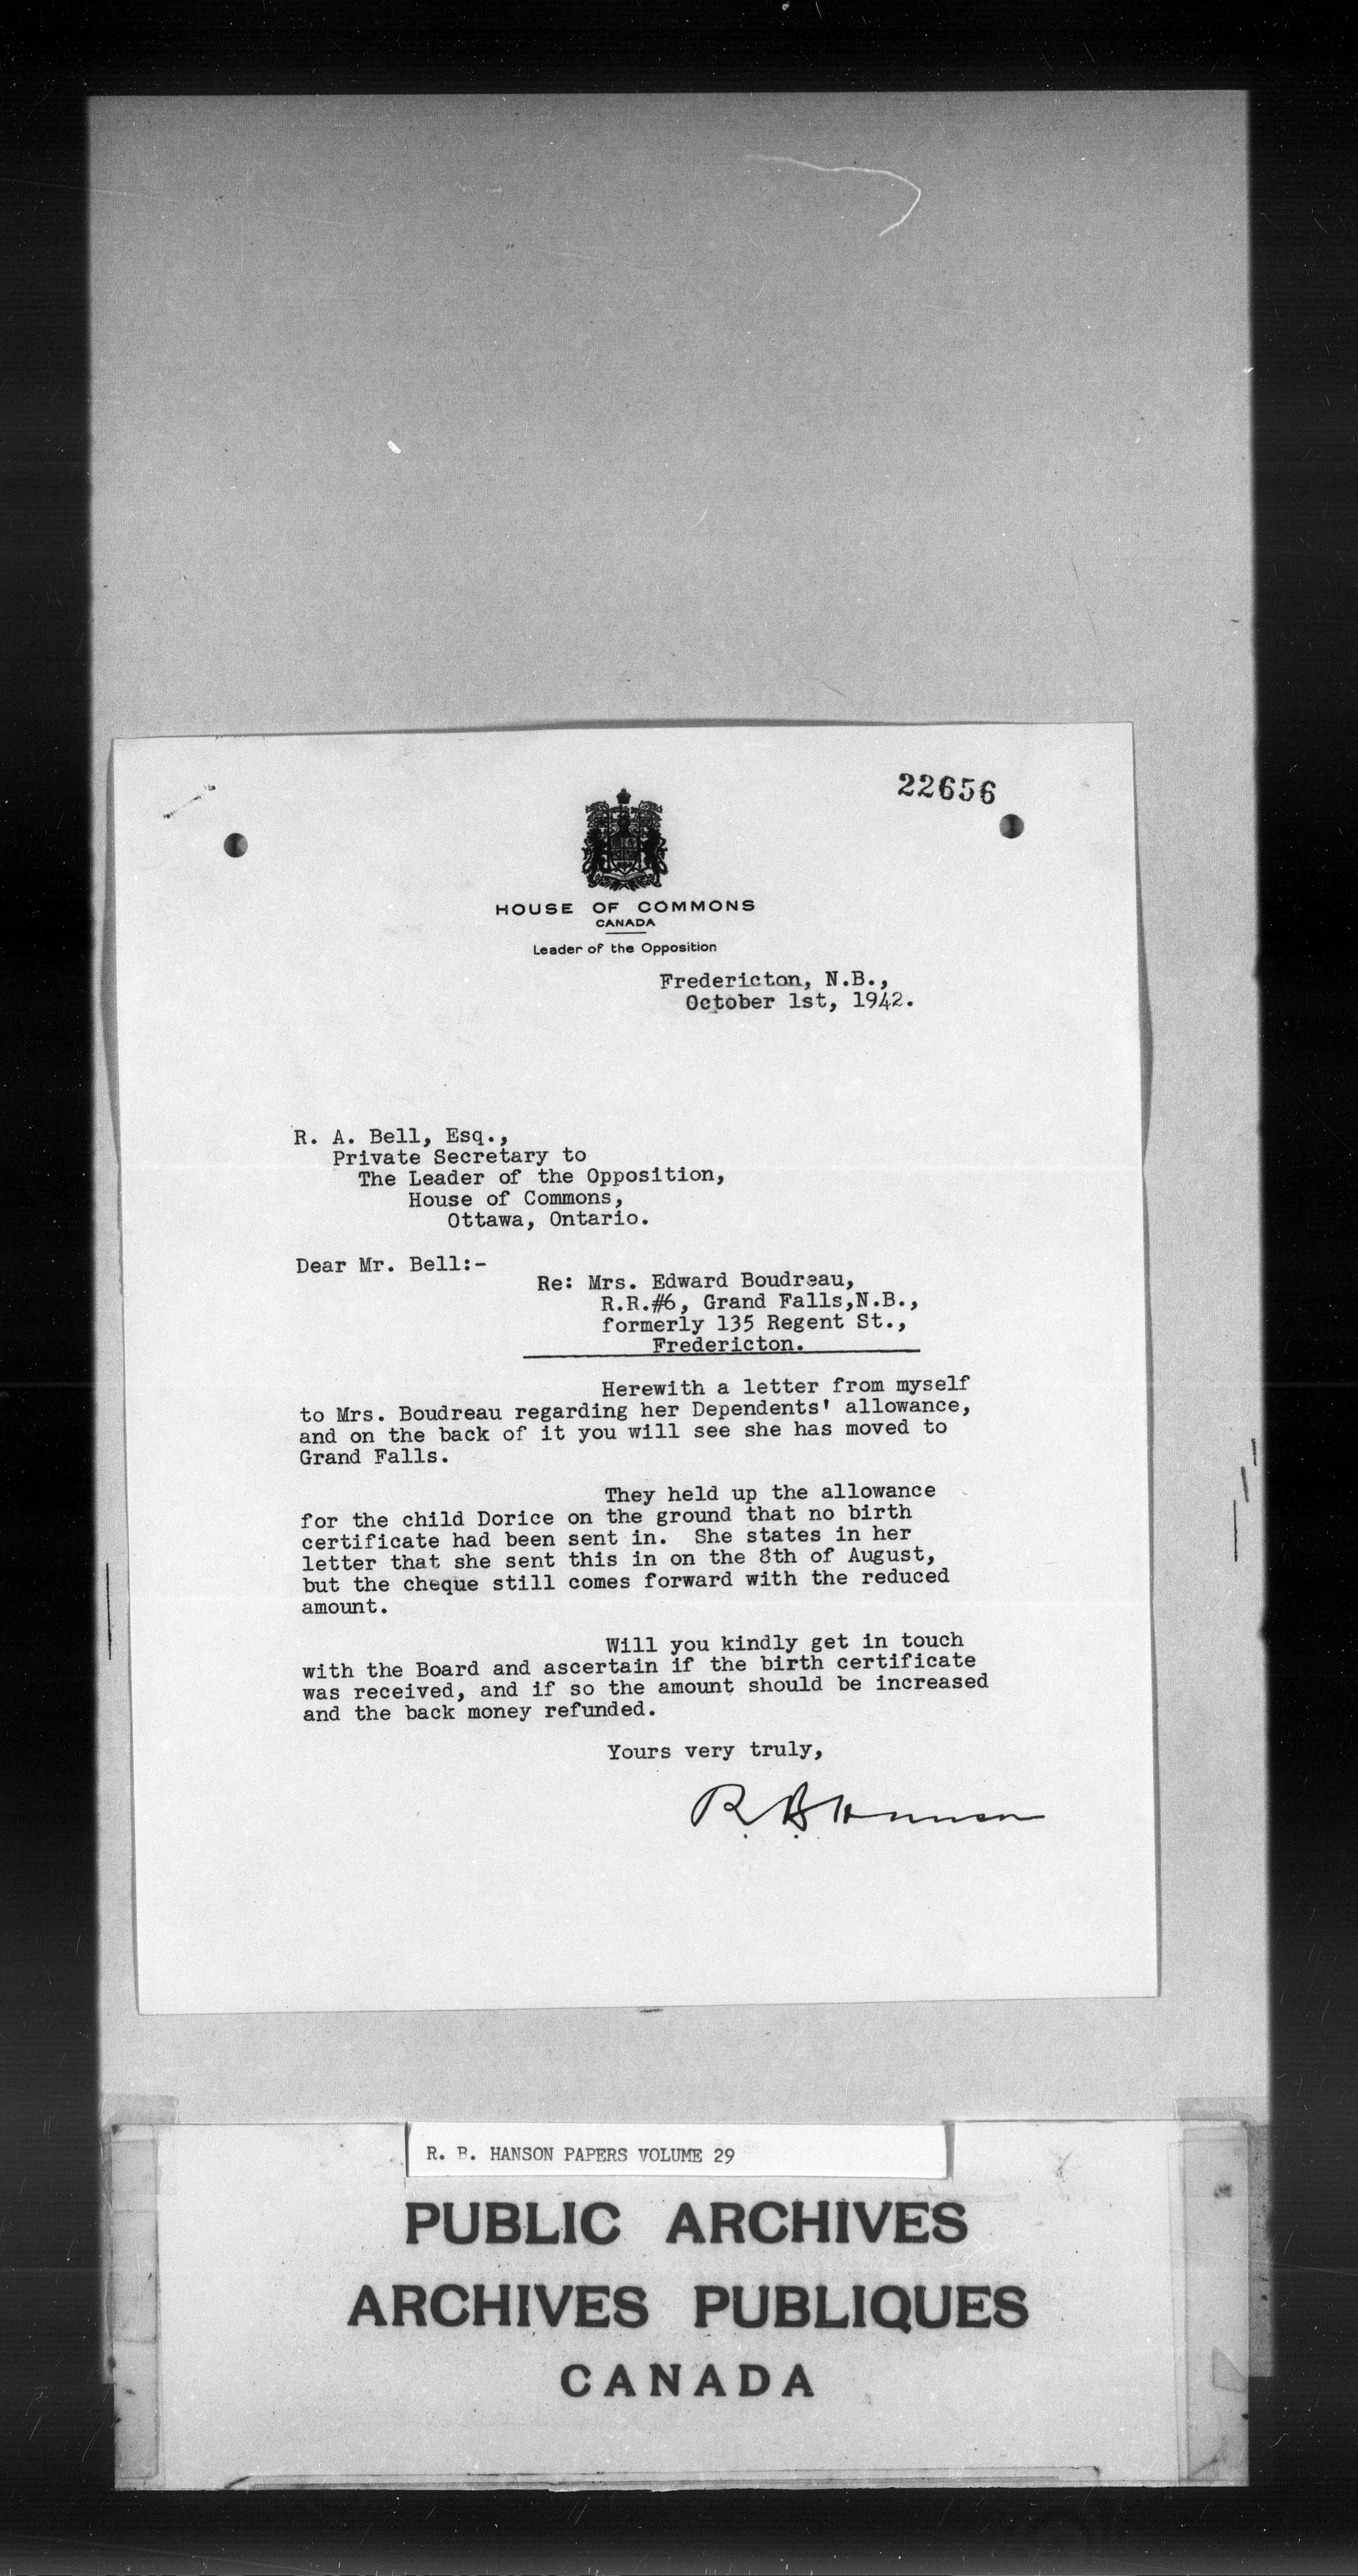 22656
HOUSE OF COMMONS
CANADA
Leader of the Opposition
Fredericton, N.B.,
October 1st, 1942.
R. A. Bell, Esq.,
Private Secretary to
The Leader of the Opposition,
House of Commons,
Ottawa, Ontario.
Dear Mr. Bell:-
Re: Mrs. Edward Boudreau,
R.R.#6, Grand Falls,N.B.,
formerly 135 Regent St.,
Fredericton.
Herewith a letter from myself
to Mrs. Boudreau regarding her Dependents' allowance,
and on the back of it you will see she has moved to
Grand Falls.
They held up the allowance
for the child Dorice on the ground that no birth
certificate had been sent in. She states in her
letter that she sent this in on the 8th of August,
but the cheque still comes forward with the reduced
amount.
Will you kindly get in touch
with the Board and ascertain if the birth certificate
was received, and if so the amount should be increased
and the back money refunded.
Yours very truly,
R. B. Hanson
R. B. HANSON PAPERS VOLUME 29
PUBLIC ARCHIVES
ARCHIVES PUBLIQUES
CANADA